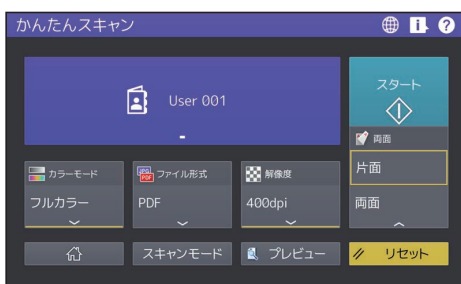 かんたんスキャン
User 001
スタート
両面
片面
両面
カラーモード
フルカラー
ファイル形式
JPG
PDF
PDF
解像度
400dpi
スキャンモード
プレビュー
リセット